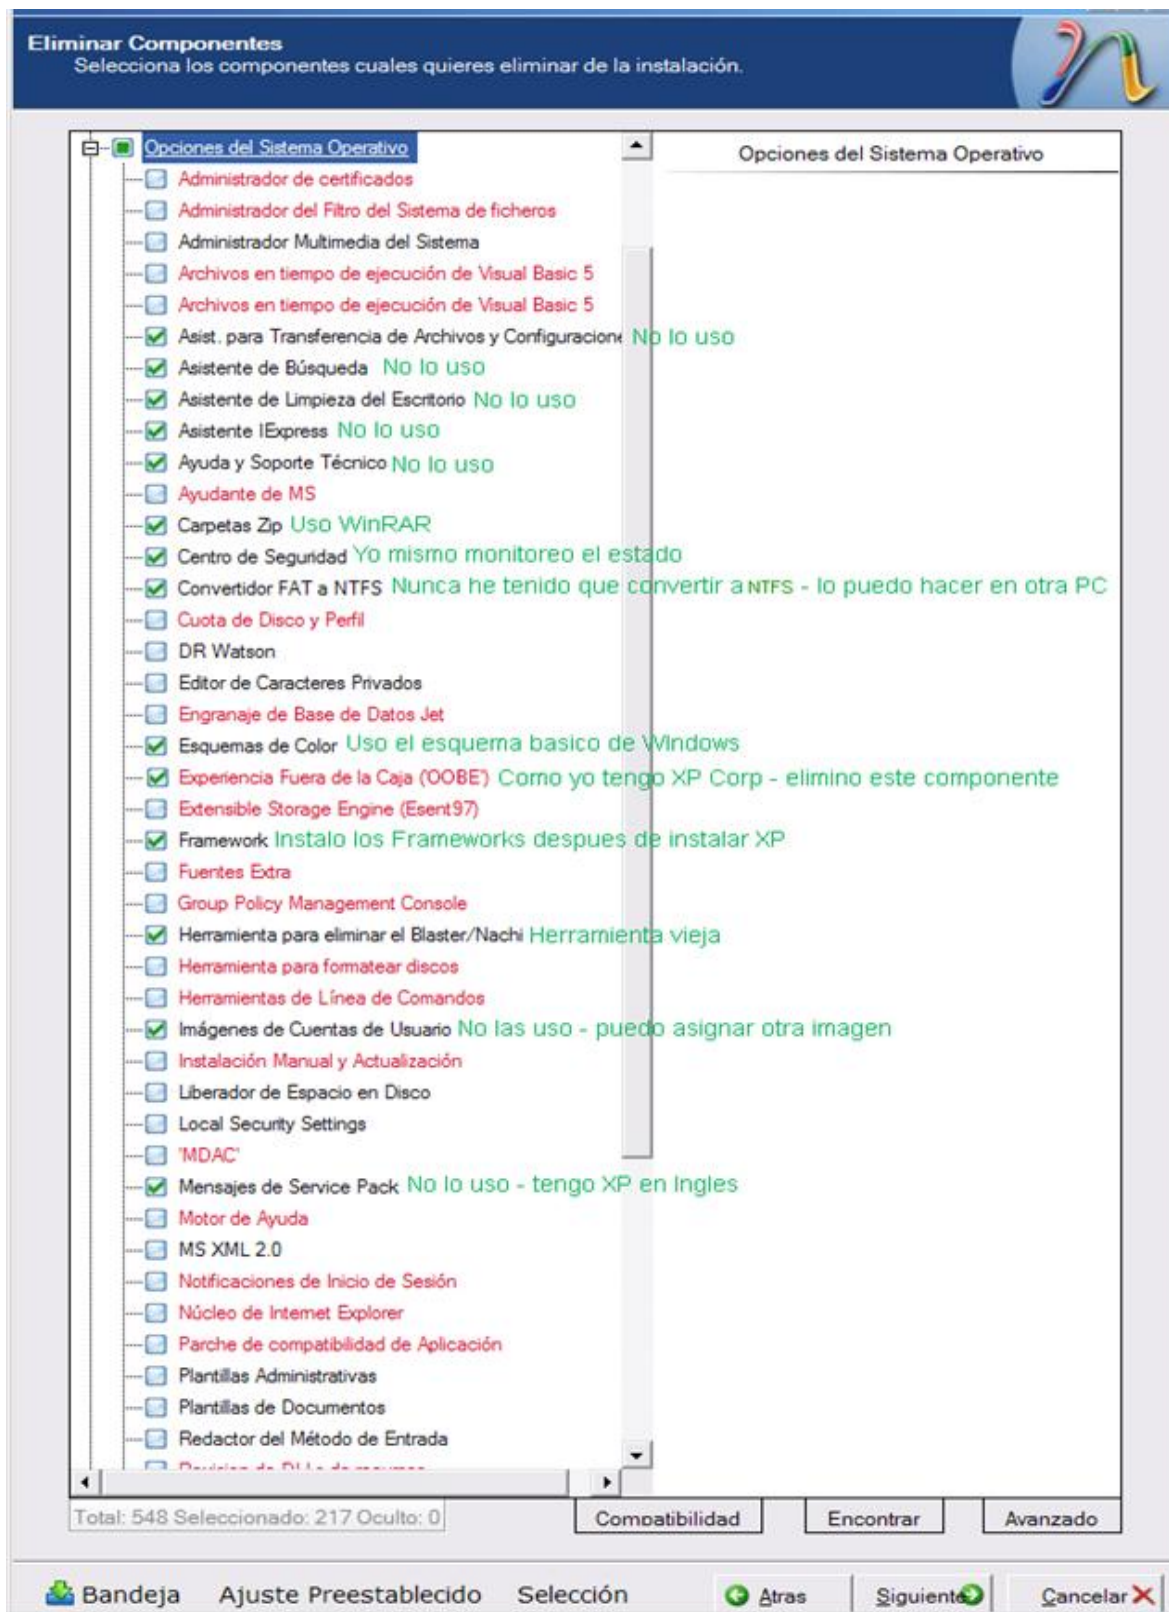 Eliminar Componentes
Selecciona los componentes cuales quieres eliminar de la instalación.
Opciones del Sistema Operativo
Opciones del Sistema Operativo
Administrador de certificados
Administrador del Filtro del Sistema de ficheros
Administrador Multimedia del Sistema
Archivos en tiempo de ejecución de Visual Basic 5
Archivos en tiempo de ejecución de Visual Basic 5
Asist. para Transferencia de Archivos y Configuracione No lo uso
Asistente de Búsqueda No lo uso
Asistente de Limpieza del Escritorio No lo uso
Asistente IExpress No lo uso
Ayuda y Soporte Técnico No lo uso
Ayudante de MS
Carpetas Zip Uso WinRAR
Centro de Seguridad Yo mismo monitoreo el estado
Convertidor FAT a NTFS Nunca he tenido que convertir a NTFS - lo puedo hacer en otra PC
Cuota de Disco y Perfil
DR Watson
Editor de Caracteres Privados
Engranaje de Base de Datos Jet
Esquemas de Color Uso el esquema basico de WIndows
Experiencia Fuera de la Caja ('OOBE') Como yo tengo XP Corp - elimino este componente
Extensible Storage Engine (Esent97)
Framework Instalo los Frameworks despues de instalar XP
Fuentes Extra
Group Policy Management Console
Herramienta para eliminar el Blaster/Nachi Herramienta vieja
Herramienta para formatear discos
Herramientas de Línea de Comandos
Imágenes de Cuentas de Usuario No las uso - puedo asignar otra imagen
Instalación Manual y Actualización
Liberador de Espacio en Disco
Local Security Settings
'MDAC'
Mensajes de Service Pack No lo uso - tengo XP en Ingles
Motor de Ayuda
MS XML 2.0
Notificaciones de Inicio de Sesión
Núcleo de Internet Explorer
Parche de compatibilidad de Aplicación
Plantillas Administrativas
Plantillas de Documentos
Redactor del Método de Entrada
Total: 548 Seleccionado: 217 Oculto: 0
Compatibilidad
Encontrar
Avanzado
Bandeja
Ajuste Preestablecido
Selección
Atras
Siguiente
Cancelar